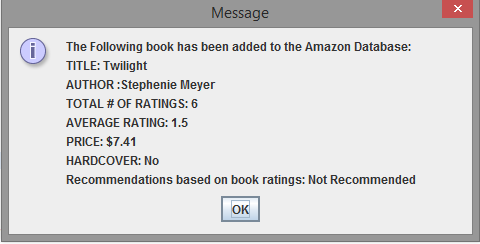 Message
The Following book has been added to the Amazon Database:
TITLE: Twilight
AUTHOR :Stephenie Meyer
TOTAL # OF RATINGS: 6
AVERAGE RATING: 1.5
PRICE: $7.41
HARDCOVER: No
Recommendations based on book ratings: Not Recommended
OK